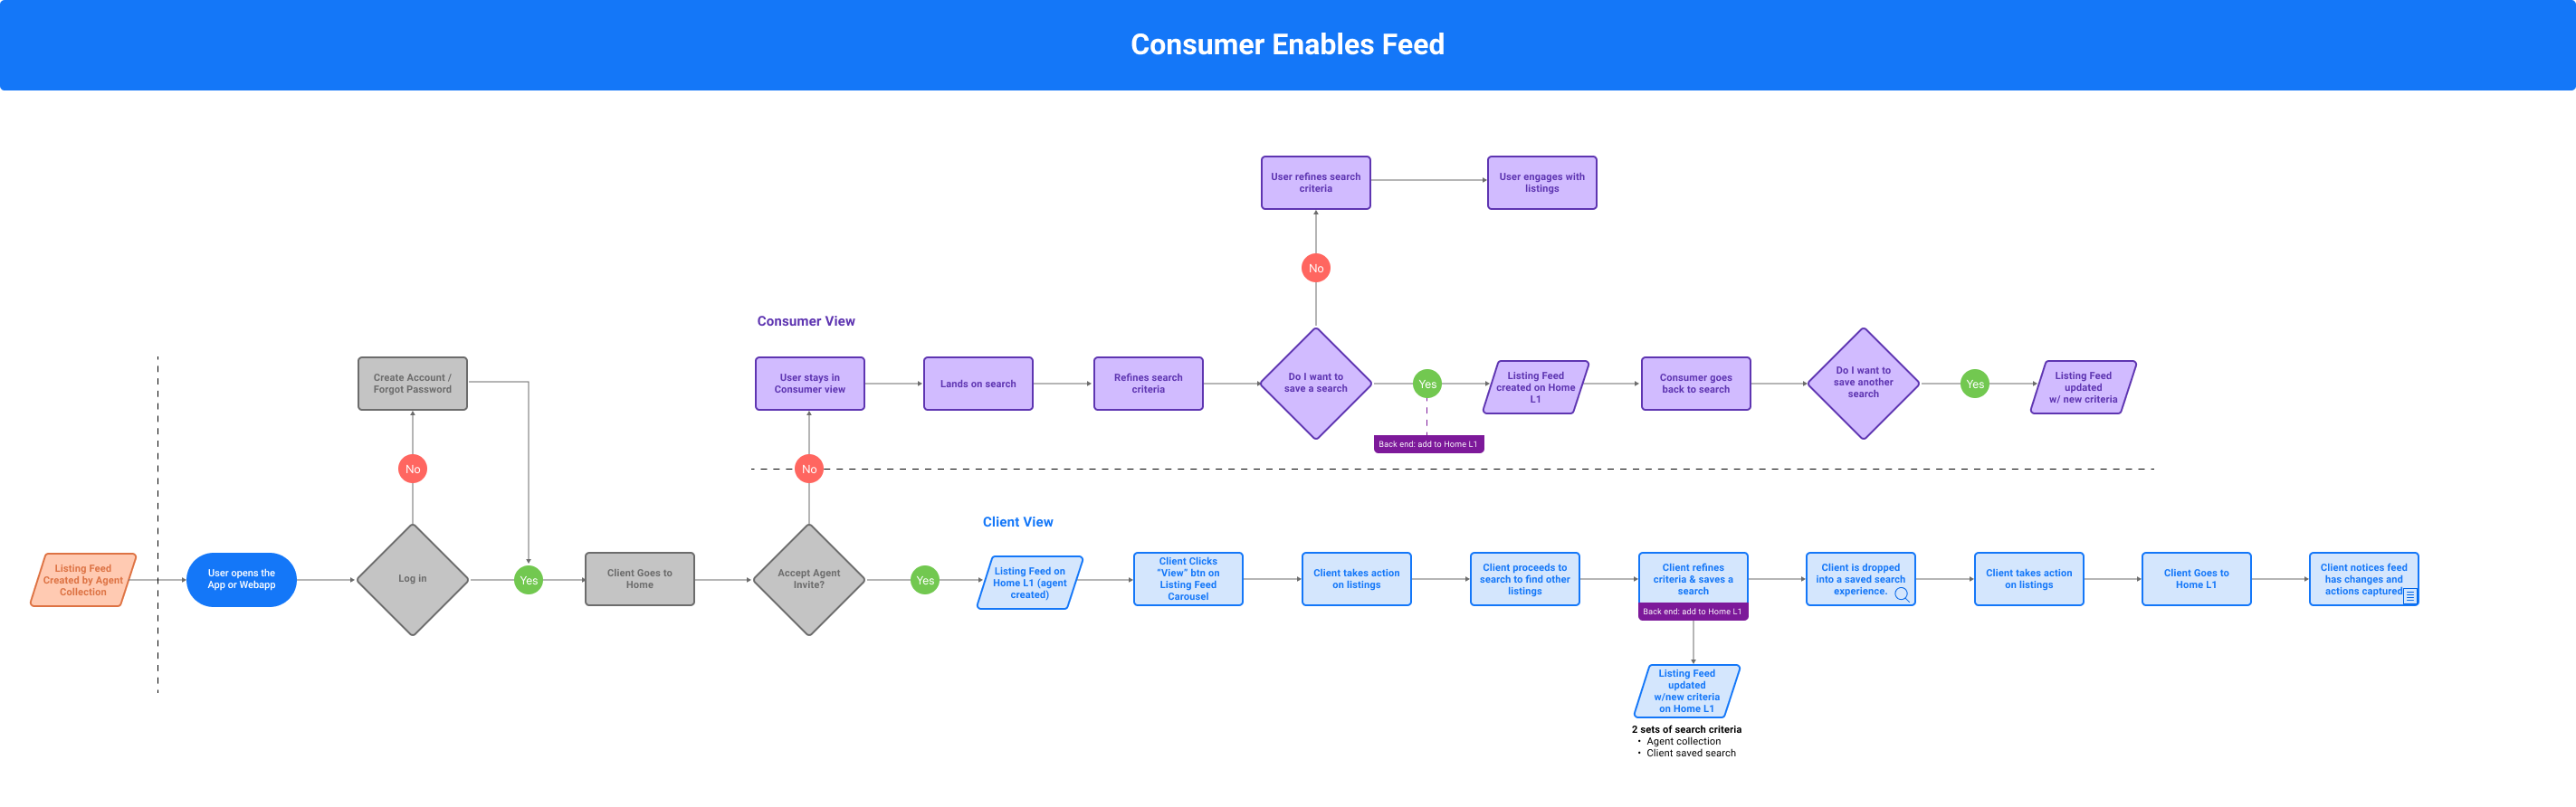 Consumer Enables Feed
User refines search
criteria
User engages with
listings
No
Consumer View
Create Account /
Forgot Password
User stays in
Consumer view
Lands on search
Refines search
criteria
Do I want to
save a search
Yes
Listing Feed
created on Home
L1
Consumer goes
back to search
Do I want to
save another
search
Yes
Listing Feed
updated
w/ new criteria
Back end: add to Home L1
No
No
Client View
Listing Feed
Created by Agent
Collection
User opens the
App or Webapp
Log in
Yes
Client Goes to
Home
Accept Agent
Invite?
Yes
Listing Feed on
Home L1 (agent
created)
Client Clicks
"View" btn on
Listing Feed
Carousel
Client takes action
on listings
Client proceeds to
search to find other
listings
Client refines
criteria & saves a
search
Back end: add to Home L1
Client is dropped
into a saved search
experience.
Client takes action
on listings
Client Goes to
Home L1
Client notices feed
has changes and
actions captured
Listing Feed
updated
w/new criteria
on Home L1
2 sets of search criteria
• Agent collection
• Client saved search